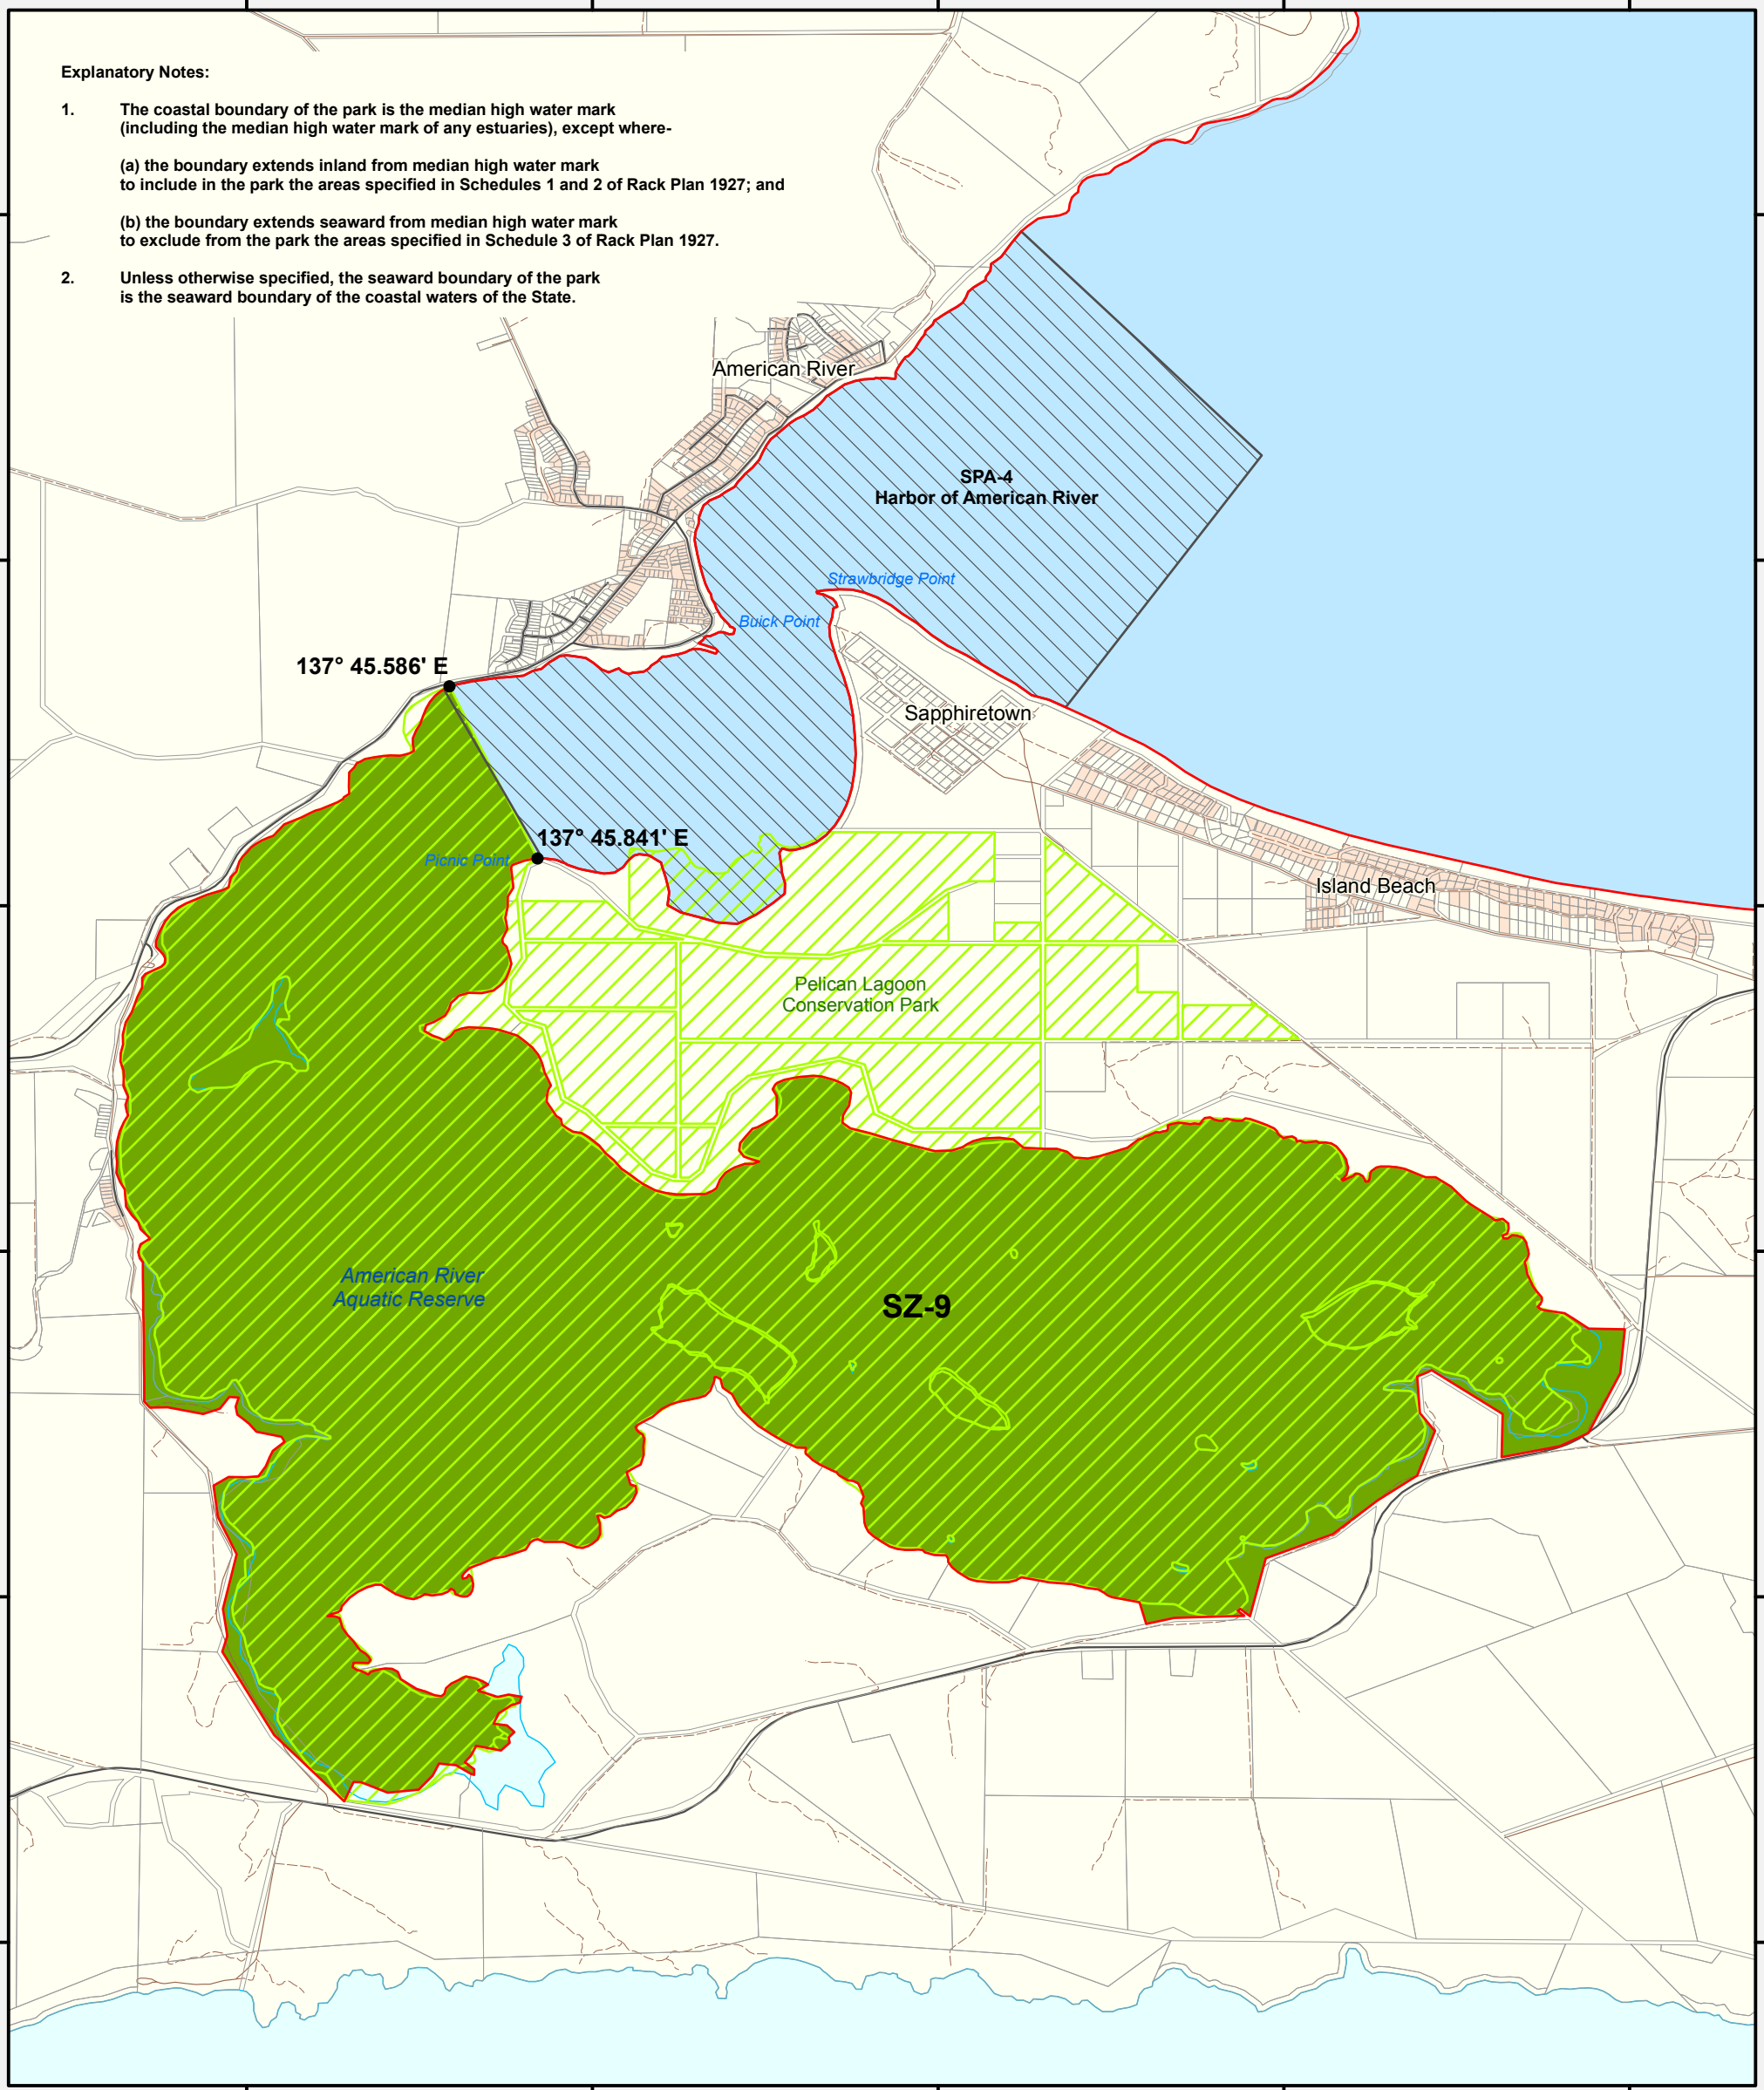 Explanatory Notes:
1. The coastal boundary of the park is the median high water mark
(including the median high water mark of any estuaries), except where-
(a) the boundary extends inland from median high water mark
to include in the park the areas specified in Schedules 1 and 2 of Rack Plan 1927; and
(b) the boundary extends seaward from median high water mark
to exclude from the park the areas specified in Schedule 3 of Rack Plan 1927.
2. Unless otherwise specified, the seaward boundary of the park
is the seaward boundary of the coastal waters of the State.
American River
SPA-4
Harbor of American River
Strawbridge Point
Buick Point
137° 45.586' E
Sapphiretown
137° 45.841' E
Picnic Point
Island Beach
Pelican Lagoon
Conservation Park
American River
Aquatic Reserve
SZ-9